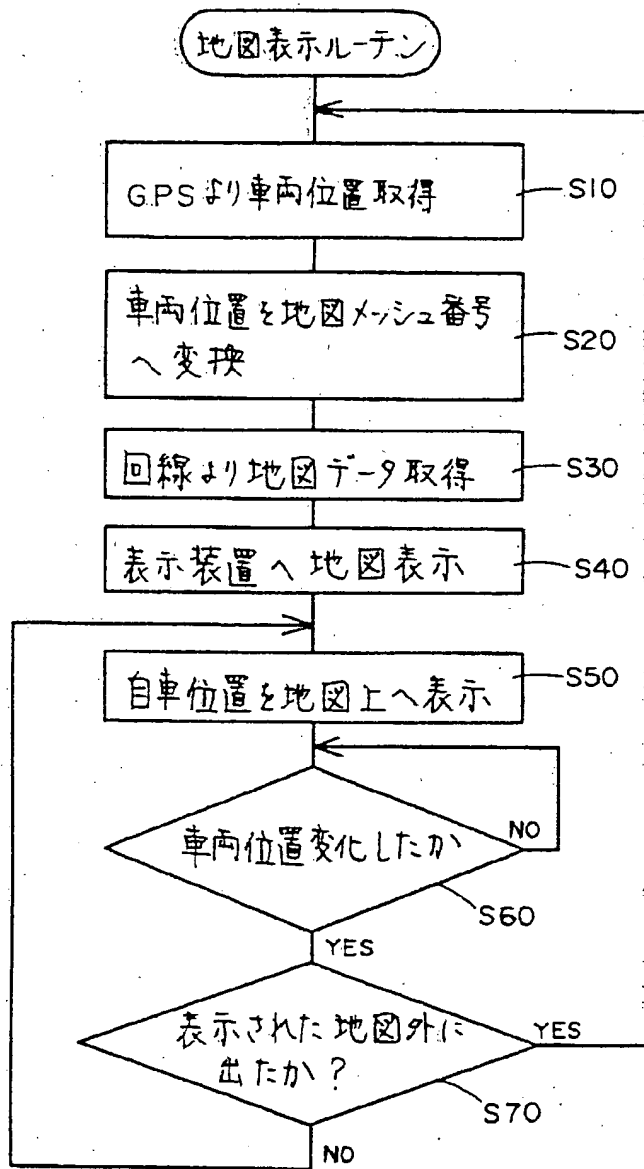 地図表示ルーチン
GPSより車両位置取得
S10
車両位置を地図メッシュ番号
へ変換
S20
回線より地図データ取得
S30
表示装置へ地図表示
S40
自車位置を地図上へ表示
S50
車両位置変化したか
NO
S60
YES
表示された地図外に
出たか?
YES
S70
NO